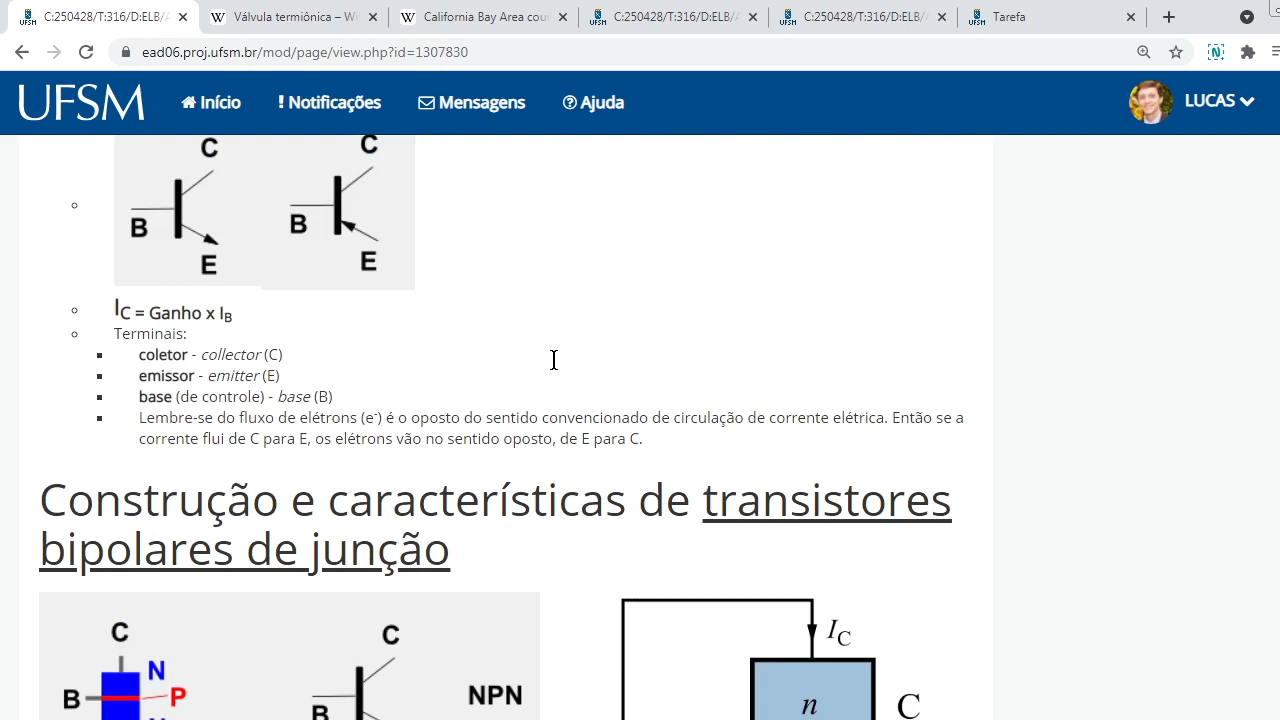 C:250428/T:316/D:ELB/A
Válvula termiônica – Wi
California Bay Area cour
C:250428/T:316/D:EUB/A
C:250428/T:316/D:ELB/A
Tarefa
ead06.proj.ufsm.br/mod/page/view.php?id=1307830
UFSM Início Notificações Mensagens Ajuda LUCAS
C C
B B
E E
IC = Ganho x IB
Terminais:
coletor - collector (C)
emissor - emitter (E)
base (de controle) - base (B)
Lembre-se do fluxo de elétrons (e-) é o oposto do sentido convencionado de circulação de corrente elétrica. Então se a
corrente flui de C para E, os elétrons vão no sentido oposto, de E para C.
Construção e características de transistores
bipolares de junção
C C IC
N
B P B NPN n C